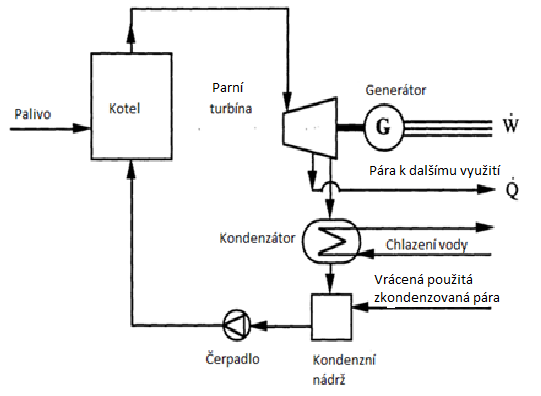 Parní
turbína
Generátor
Palivo
Kotel
G
Ẇ
Pára k dalšímu využití
Q̇
Kondenzátor
Chlazení vody
Vrácená použitá
zkondenzovaná pára
Čerpadlo
Kondenzní
nádrž